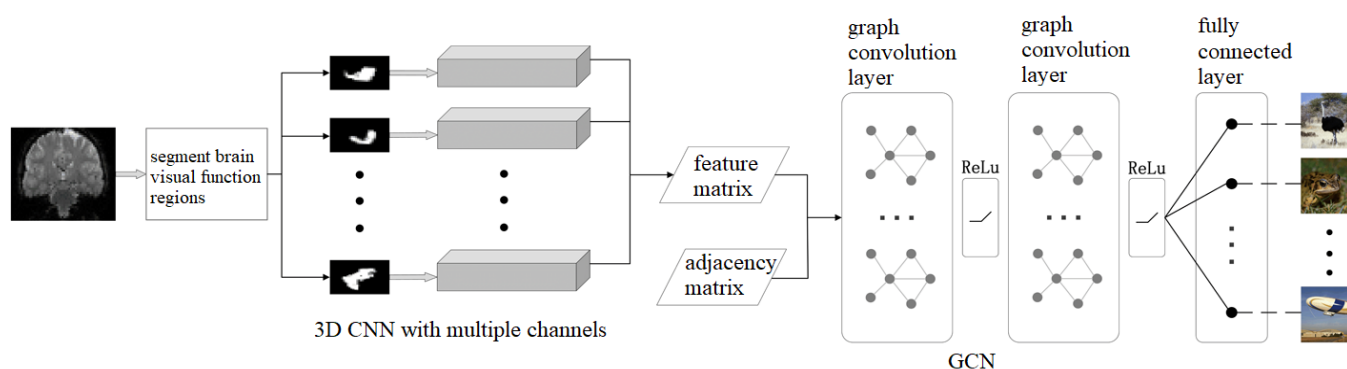 segment brain
visual function
regions
3D CNN with multiple channels
feature
matrix
adjacency
matrix
graph
convolution
layer
ReLu
graph
convolution
layer
ReLu
fully
connected
layer
GCN